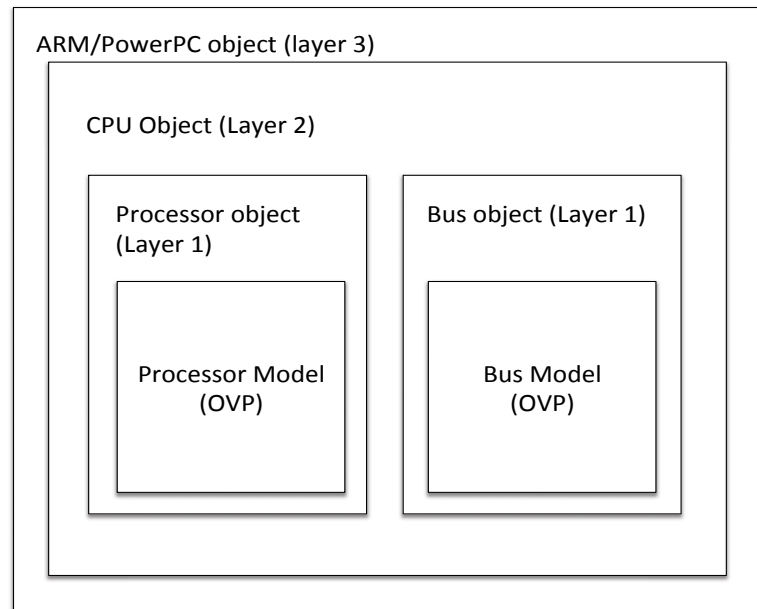 ARM/PowerPC object (layer 3)
CPU Object (Layer 2)
Processor object
(Layer 1)
Bus object (Layer 1)
Processor Model
(OVP)
Bus Model
(OVP)